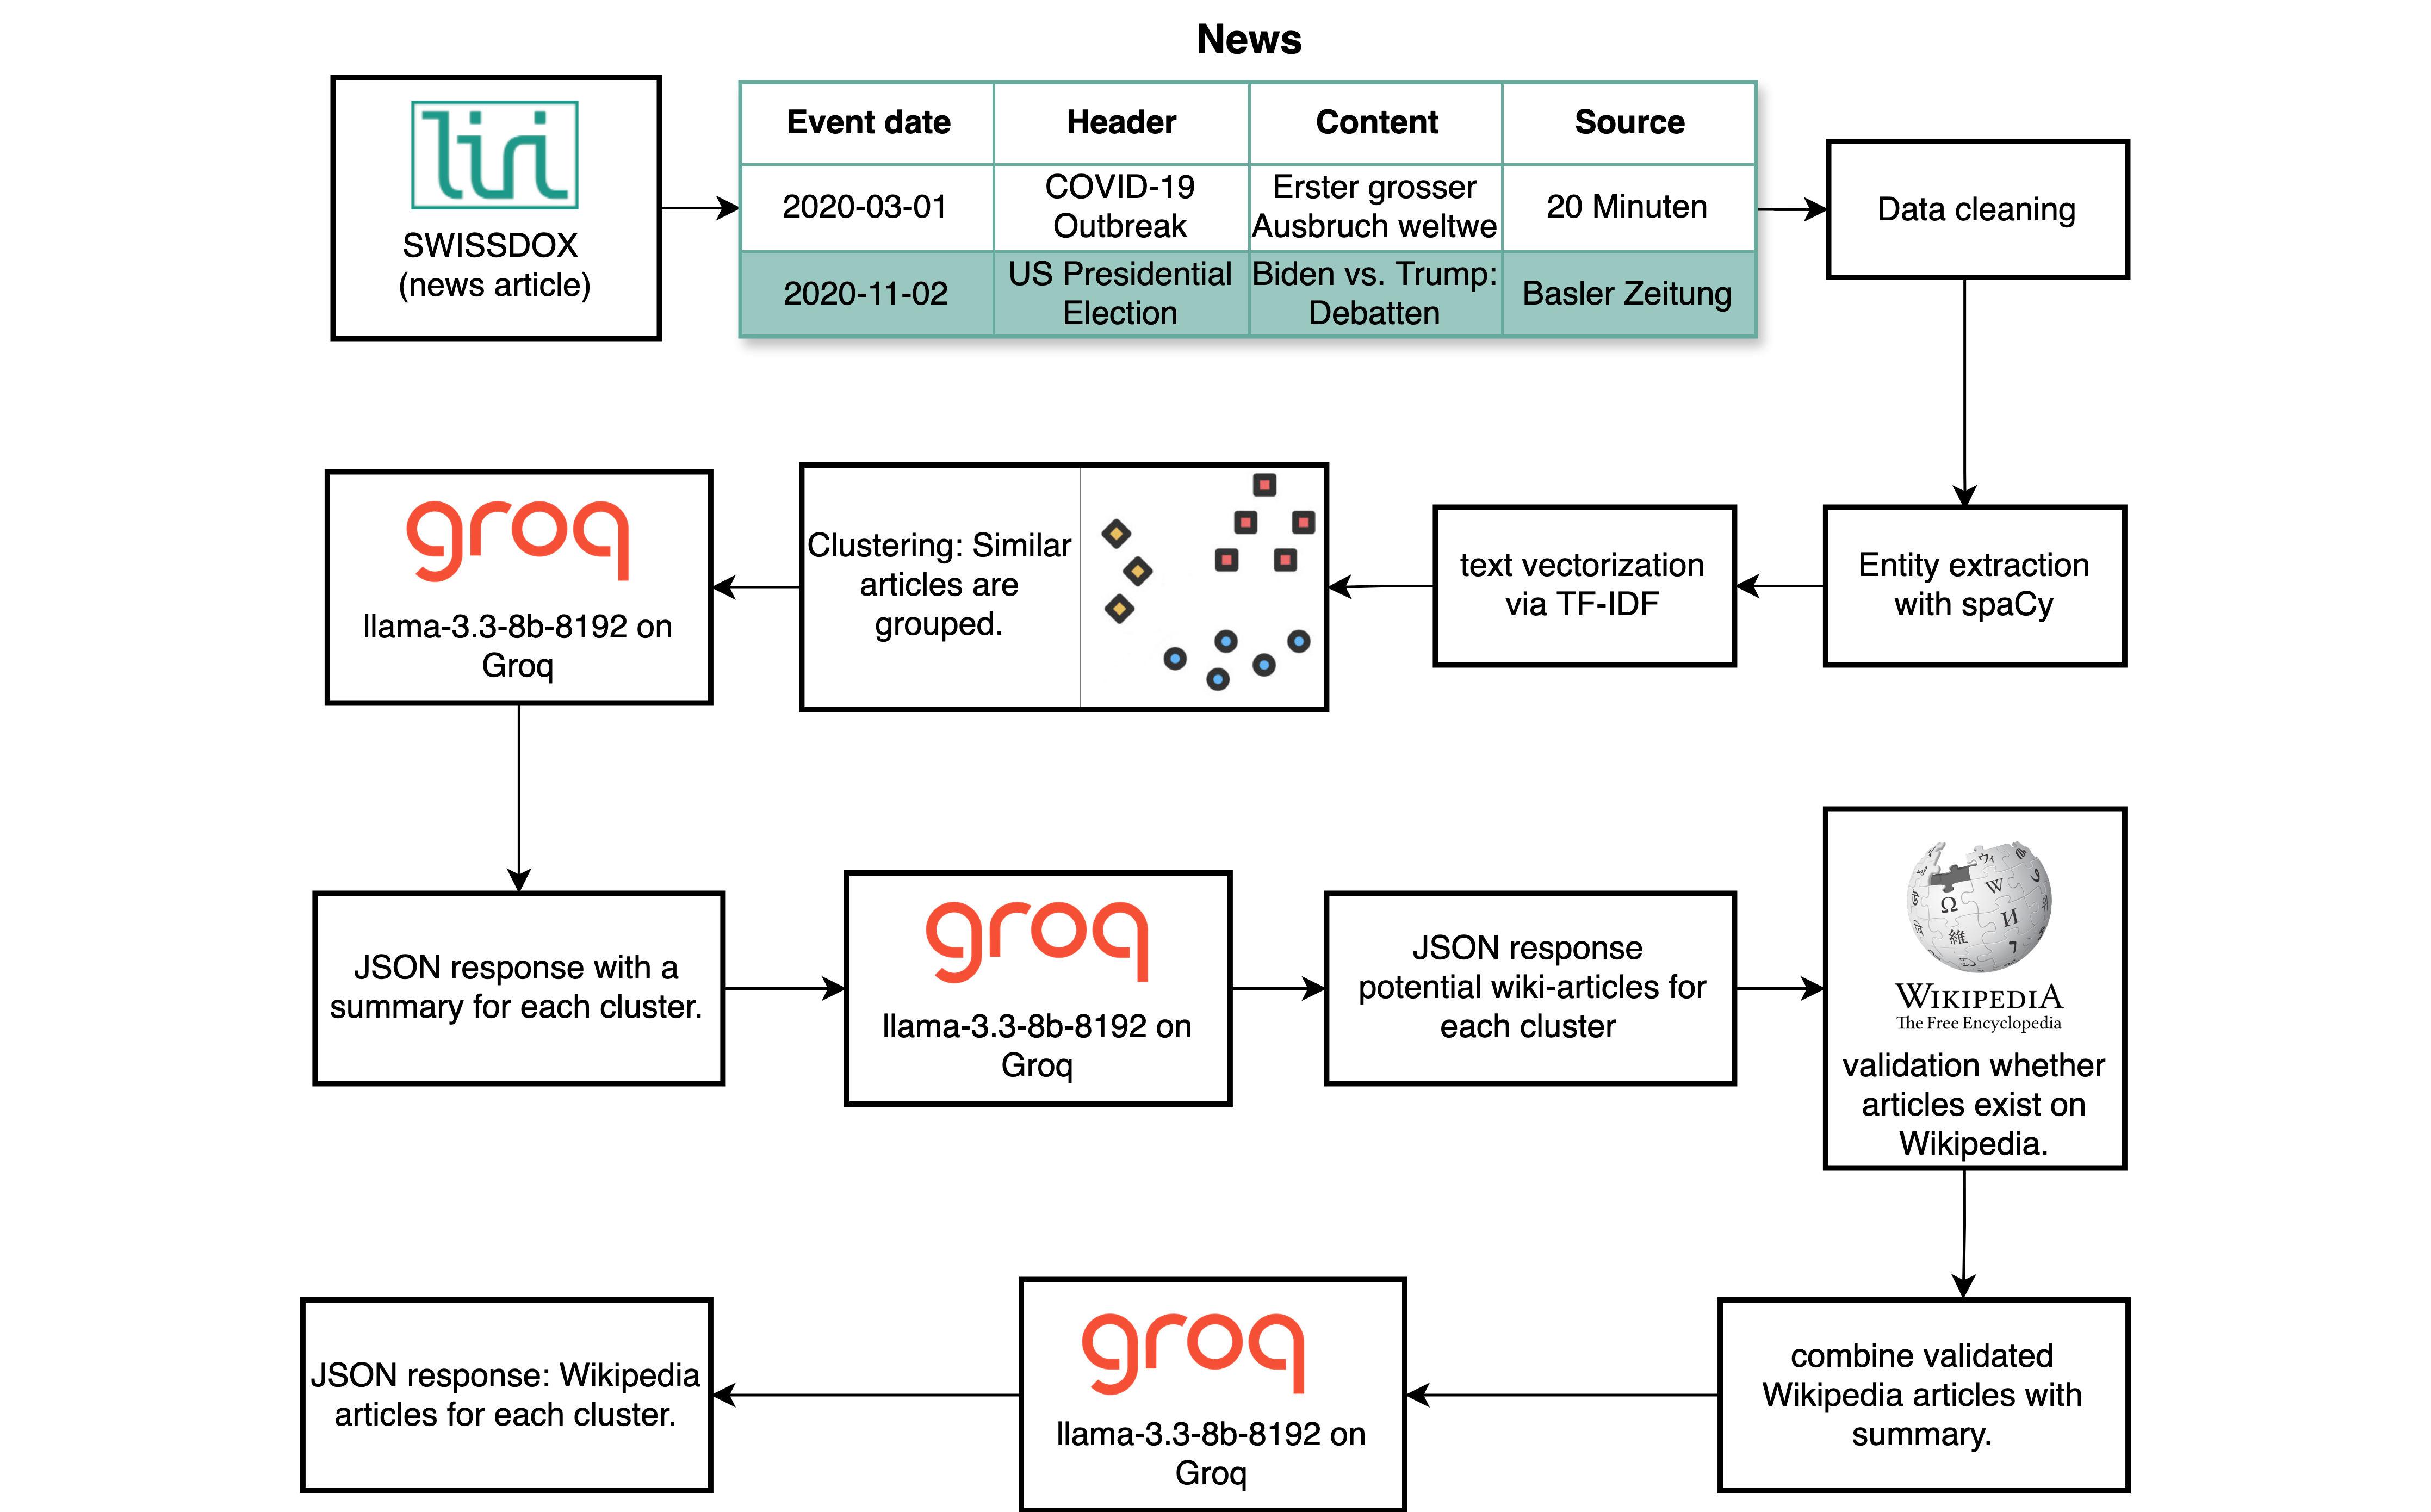 News
liri
SWISSDOX
(news article)
Event date Header Content Source
2020-03-01 COVID-19 Outbreak Erster grosser Ausbruch weltwe 20 Minuten
2020-11-02 US Presidential Election Biden vs. Trump: Debatten Basler Zeitung
Data cleaning
Entity extraction
with spaCy
text vectorization
via TF-IDF
Clustering: Similar
articles are
grouped.
groq
llama-3.3-8b-8192 on
Groq
JSON response with a
summary for each cluster.
groq
llama-3.3-8b-8192 on
Groq
JSON response
potential wiki-articles for
each cluster
WIKIPEDIA
The Free Encyclopedia
validation whether
articles exist on
Wikipedia.
combine validated
Wikipedia articles with
summary.
groq
llama-3.3-8b-8192 on
Groq
JSON response: Wikipedia
articles for each cluster.